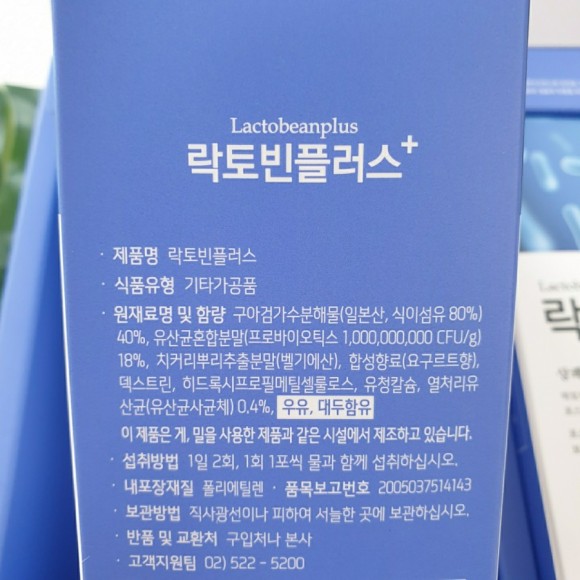 Lactobeanplus
락토빈플러스+
· 제품명 락토빈플러스
· 식품유형 기타가공품
· 원재료명 및 함량 구아검가수분해물(일본산, 식이섬유 80%)
40%, 유산균혼합분말(프로바이오틱스 1,000,000,000 CFU/g)
18%, 치커리뿌리추출분말(벨기에산), 합성향료(요구르트향),
덱스트린, 히드록시프로필메틸셀룰로스, 유청칼슘, 열처리유
산균(유산균사균체) 0.4%, 우유, 대두함유
이 제품은 게, 밀을 사용한 제품과 같은 시설에서 제조하고 있습니다.
· 섭취방법 1일 2회, 1회 1포씩 물과 함께 섭취하십시오.
· 내포장재질 폴리에틸렌 · 품목보고번호 2005037514143
· 보관방법 직사광선이나 피하여 서늘한 곳에 보관하십시오.
· 반품 및 교환처 구입처나 본사
· 고객지원팀 02) 522 - 5200
Lactobe
락